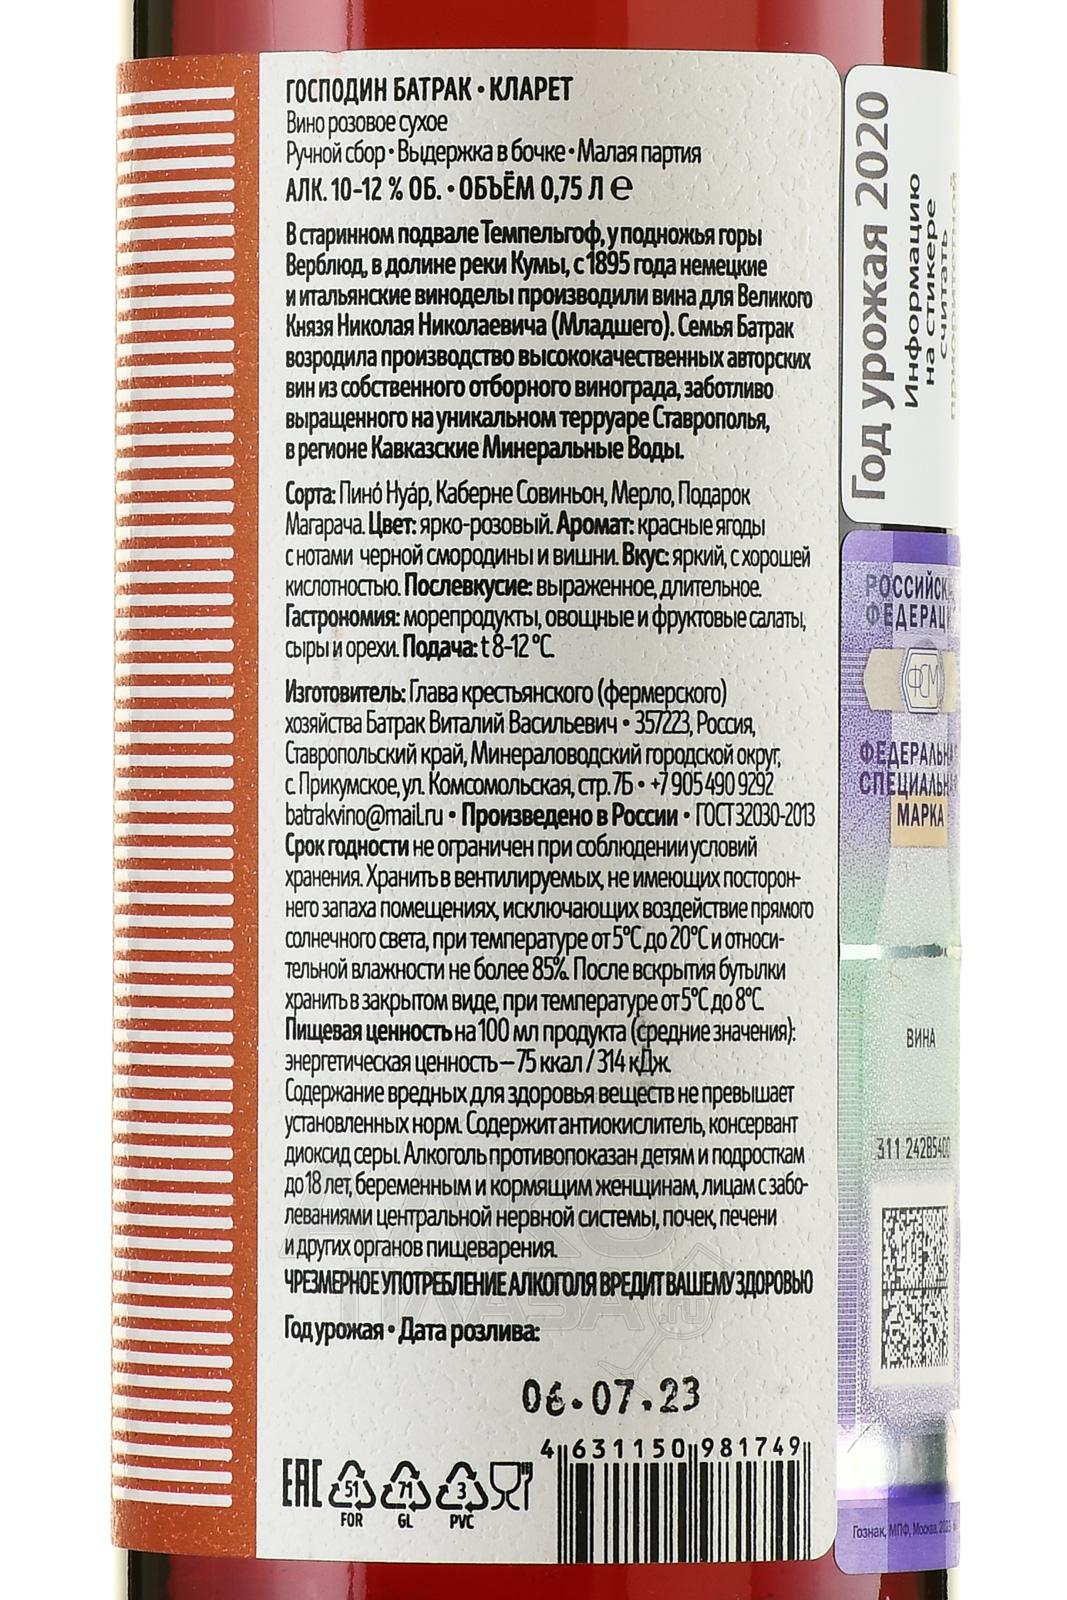 ГОСПОДИН БАТРАК • КЛАРЕТ
Вино розовое сухое
Ручной сбор • Выдержка в бочке • Малая партия
АЛК. 10-12 % ОБ. • ОБЪЁМ 0,75 Л ℮
В старинном подвале Темпельгоф, у подножья горы
Верблюд, в долине реки Кумы, с 1895 года немецкие
и итальянские виноделы производили вина для Великого
Князя Николая Николаевича (Младшего). Семья Батрак
возродила производство высококачественных авторских
вин из собственного отборного винограда, заботливо
выращенного на уникальном терруаре Ставрополья,
в регионе Кавказские Минеральные Воды.
Сорта: Пино́ Нуа́р, Каберне Совиньон, Мерло, Подарок
Магарача. Цвет: ярко-розовый. Аромат: красные ягоды
с нотами черной смородины и вишни. Вкус: яркий, с хорошей
кислотностью. Послевкусие: выраженное, длительное.
Гастрономия: морепродукты, овощные и фруктовые салаты,
сыры и орехи. Подача: t 8-12 °С.
Изготовитель: Глава крестьянского (фермерского)
хозяйства Батрак Виталий Васильевич • 357223, Россия,
Ставропольский край, Минераловодский городской округ,
с. Прикумское, ул. Комсомольская, стр. 7Б • +7 905 490 9292
batrakvino@mail.ru • Произведено в России • ГОСТ 32030-2013
Срок годности не ограничен при соблюдении условий
хранения. Хранить в вентилируемых, не имеющих посторон-
него запаха помещениях, исключающих воздействие прямого
солнечного света, при температуре от 5°С до 20°С и относи-
тельной влажности не более 85%. После вскрытия бутылки
хранить в закрытом виде, при температуре от 5°С до 8°С.
Пищевая ценность на 100 мл продукта (средние значения):
энергетическая ценность – 75 ккал / 314 кДж.
Содержание вредных для здоровья веществ не превышает
установленных норм. Содержит антиокислитель, консервант
диоксид серы. Алкоголь противопоказан детям и подросткам
до 18 лет, беременным и кормящим женщинам, лицам с забо-
леваниями центральной нервной системы, почек, печени
и других органов пищеварения.
ЧРЕЗМЕРНОЕ УПОТРЕБЛЕНИЕ АЛКОГОЛЯ ВРЕДИТ ВАШЕМУ ЗДОРОВЬЮ
Год урожая • Дата розлива:
06.07.23
4 631150 981749
EAC
51
FOR
71
GL
3
PVC
Год урожая 2020
Информацию
на стикере
считать
приоритетной
РОССИЙСК
ФЕДЕРАЦИ
ФСМ
ФЕДЕРАЛЬНА
СПЕЦИАЛЬНА
МАРКА
ВИНА
311 24285400
Гознак, МПФ, Москва, 202
АЛКО
ПЛАЗА.ru